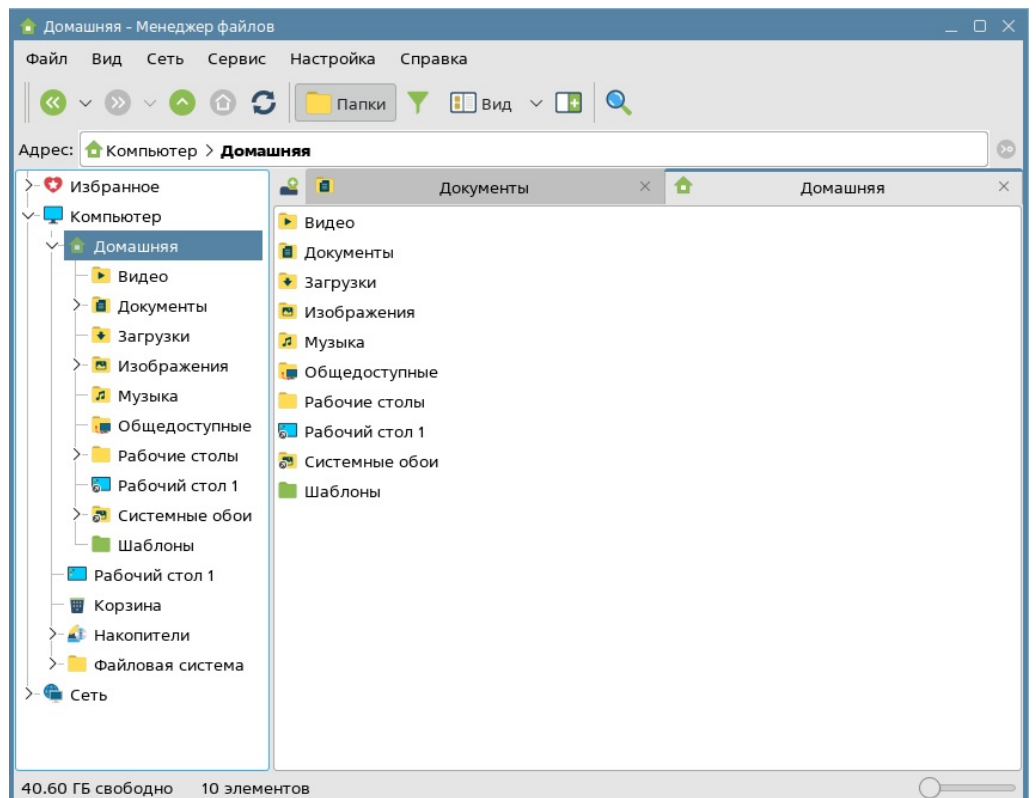 Домашняя - Менеджер файлов
Файл Вид Сеть Сервис Настройка Справка
Папки Вид
Адрес: Компьютер > Домашняя
Избранное
Компьютер
Домашняя
Видео
Документы
Загрузки
Изображения
Музыка
Общедоступные
Рабочие столы
Рабочий стол 1
Системные обои
Шаблоны
Рабочий стол 1
Корзина
Накопители
Файловая система
Сеть
Документы Домашняя
Видео
Документы
Загрузки
Изображения
Музыка
Общедоступные
Рабочие столы
Рабочий стол 1
Системные обои
Шаблоны
40.60 ГБ свободно 10 элементов